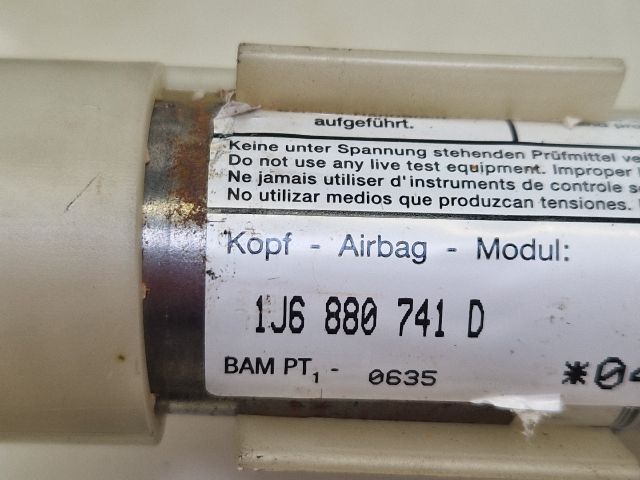 aufgeführt.
Keine unter Spannung stehenden Prüfmittel
Do not use any live test equipment. Improper
Ne jamais utiliser d'instruments de controle
No utilizar medios que produzcan tensiones.
Kopf - Airbag - Modul:
1J6 880 741 D
BAM PT1 - 0635
*04